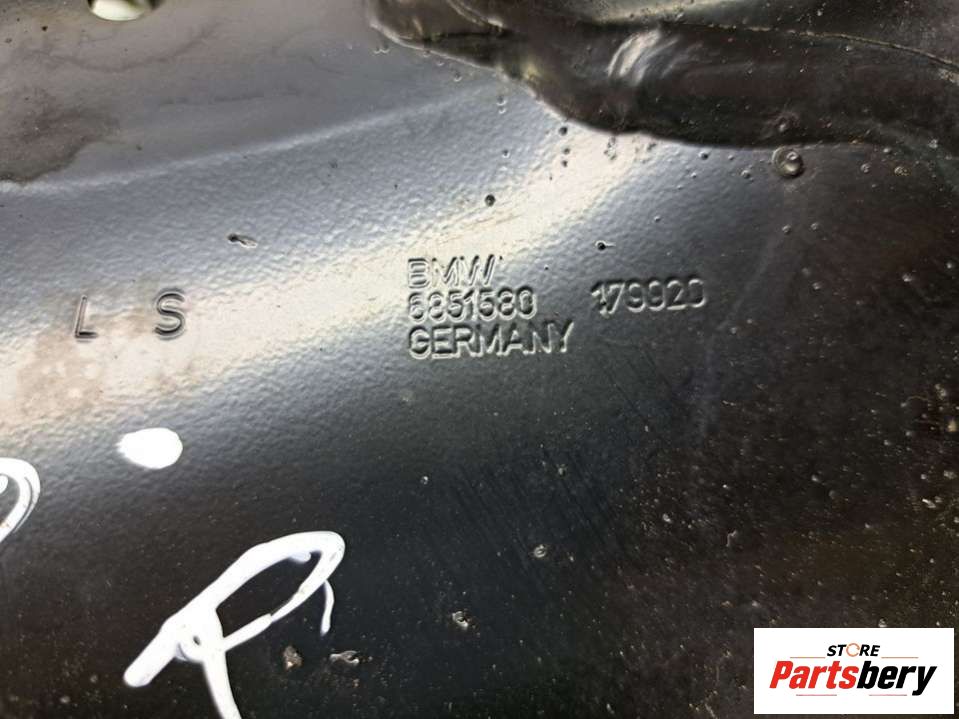 L S
BMW
6851580 179920
GERMANY
STORE
Partsbery